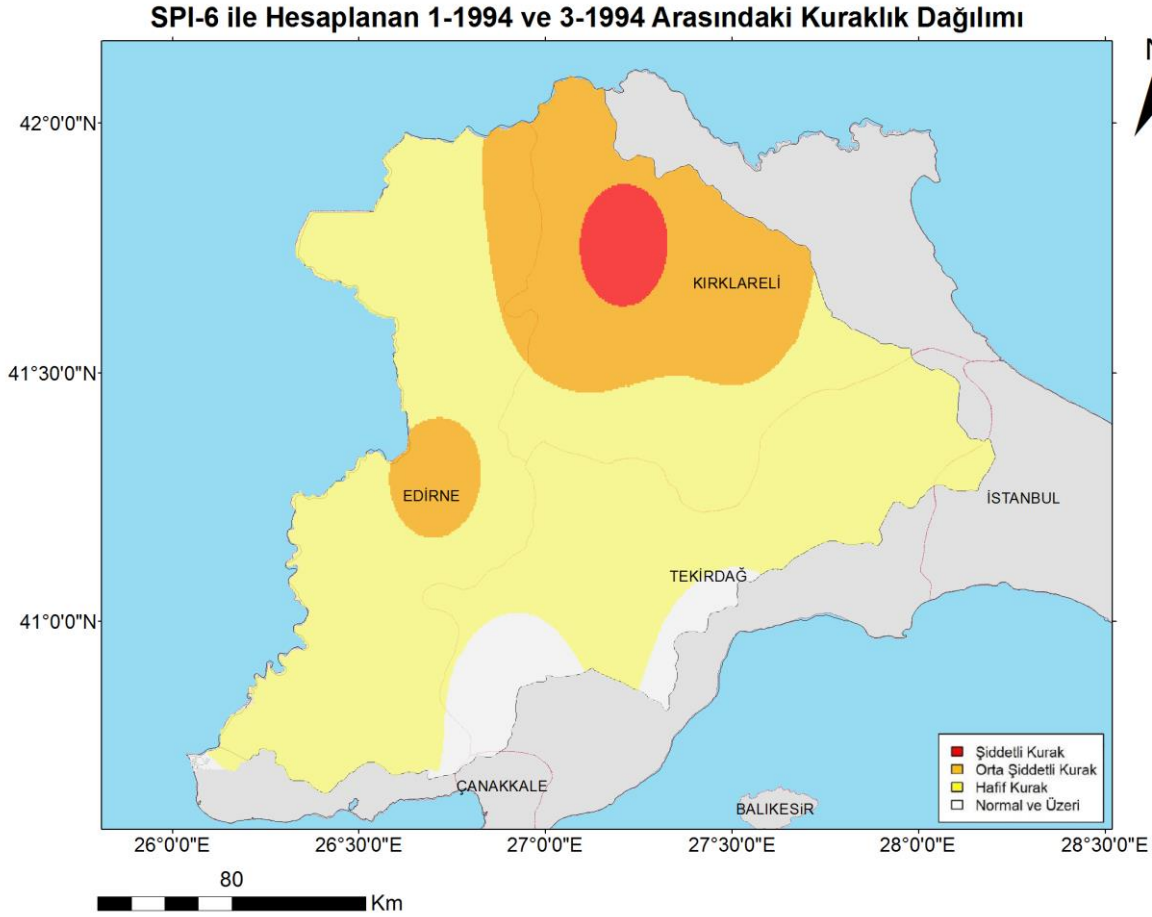 SPI-6 ile Hesaplanan 1-1994 ve 3-1994 Arasındaki Kuraklık Dağılımı
N
42°0'0"N
KIRKLARELİ
41°30'0"N
EDİRNE
İSTANBUL
TEKİRDAĞ
41°0'0"N
Şiddetli Kurak
Orta Şiddetli Kurak
Hafif Kurak
Normal ve Üzeri
ÇANAKKALE
BALIKESİR
26°0'0"E 26°30'0"E 27°0'0"E 27°30'0"E 28°0'0"E 28°30'0"E
80
Km